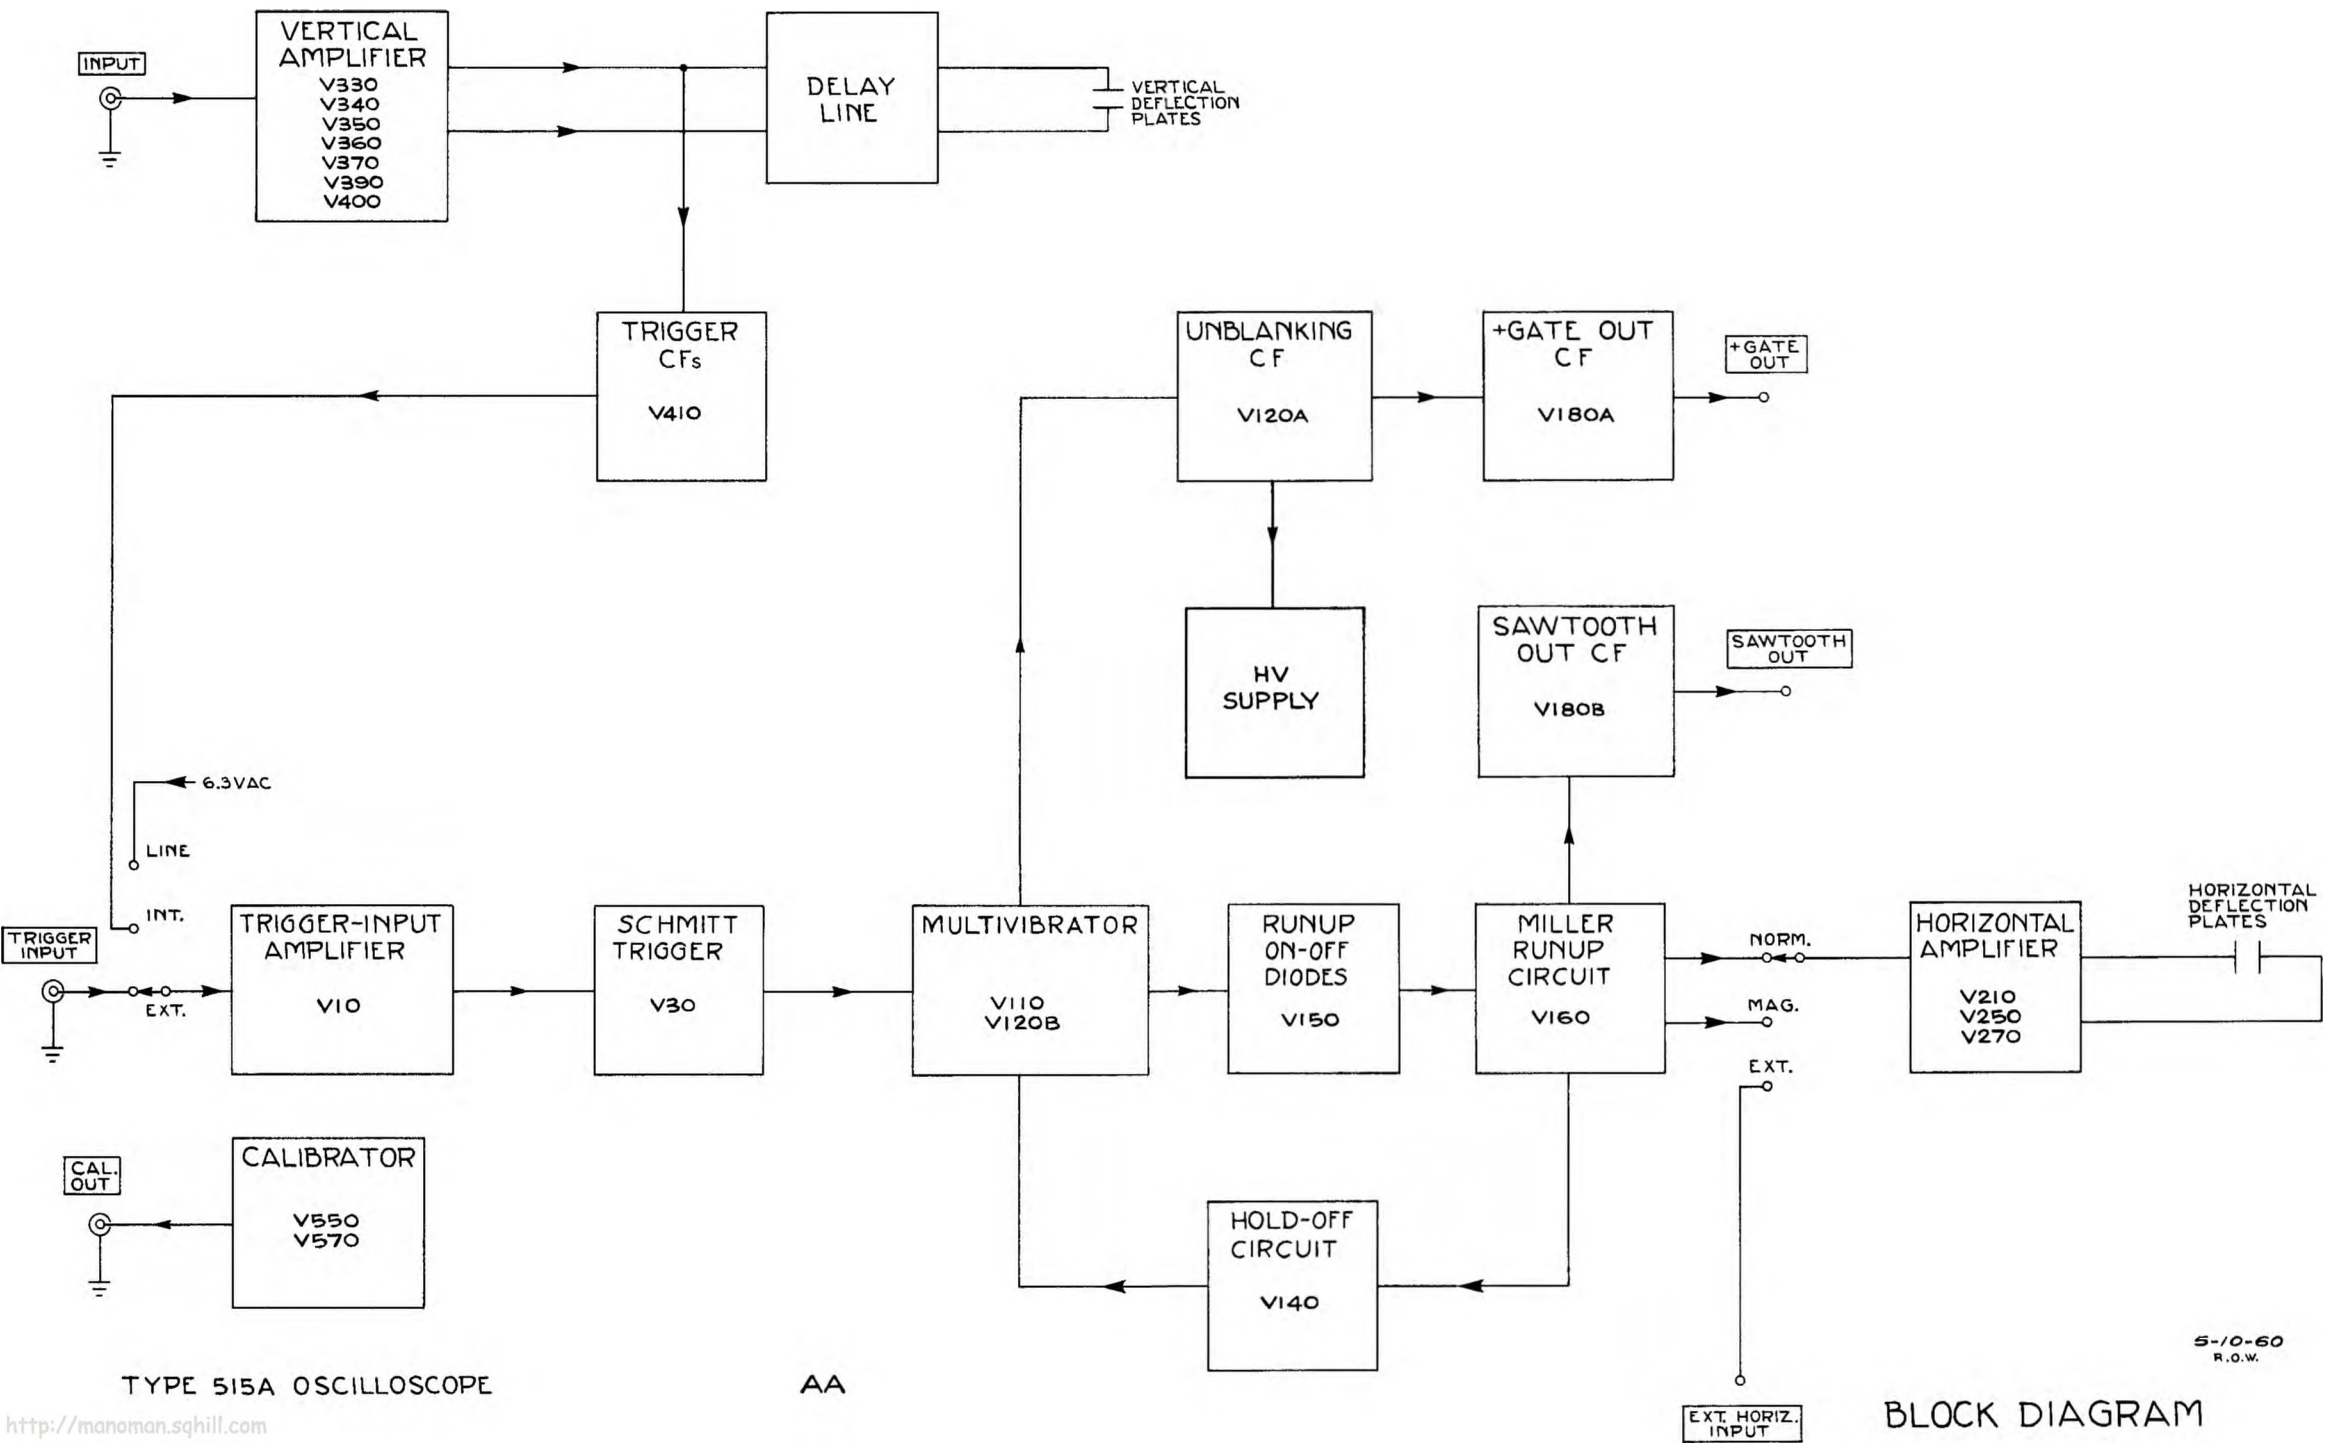 INPUT
VERTICAL
AMPLIFIER
V330
V340
V350
V360
V370
V390
V400
DELAY
LINE
VERTICAL
DEFLECTION
PLATES
TRIGGER
CFs
V410
UNBLANKING
CF
V120A
+GATE OUT
CF
V180A
+GATE
OUT
HV
SUPPLY
SAWTOOTH
OUT CF
V180B
SAWTOOTH
OUT
6.3VAC
LINE
INT.
TRIGGER
INPUT
EXT.
TRIGGER-INPUT
AMPLIFIER
V10
SCHMITT
TRIGGER
V30
MULTIVIBRATOR
V110
V120B
RUNUP
ON-OFF
DIODES
V150
MILLER
RUNUP
CIRCUIT
V160
NORM.
MAG.
EXT.
HORIZONTAL
AMPLIFIER
V210
V250
V270
HORIZONTAL
DEFLECTION
PLATES
CAL.
OUT
CALIBRATOR
V550
V570
HOLD-OFF
CIRCUIT
V140
EXT. HORIZ.
INPUT
5-10-60
R.O.W.
TYPE 515A OSCILLOSCOPE
AA
BLOCK DIAGRAM
http://manoman.sqhill.com